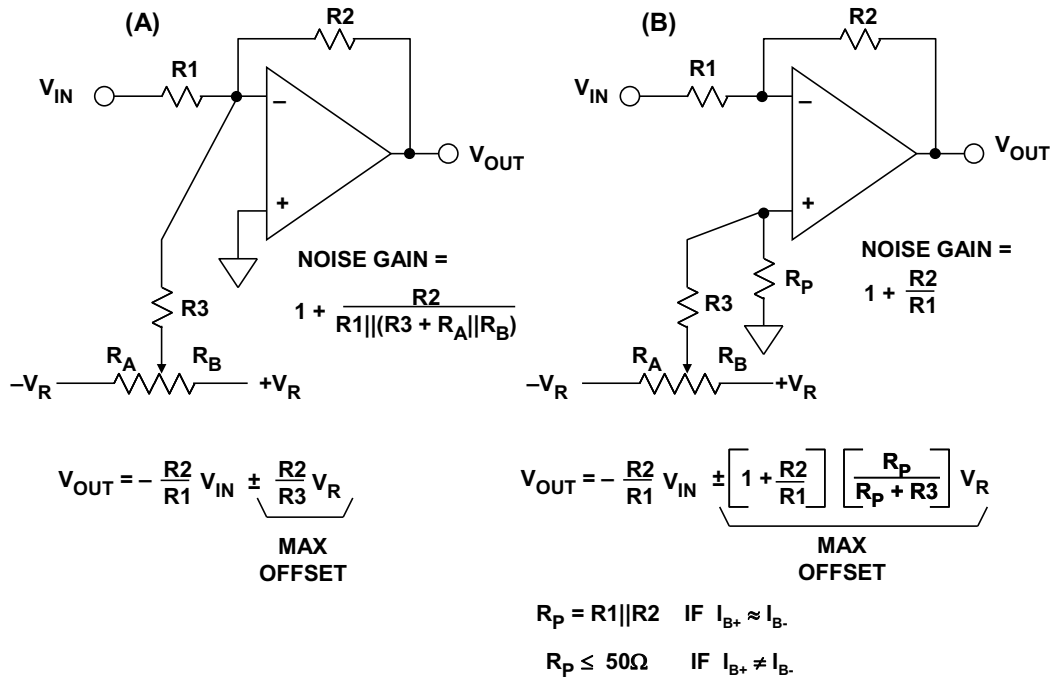 (A)
R2
R1
V_IN
−
+
V_OUT
NOISE GAIN =
1 + R2 / R1||(R3 + R_A||R_B)
R3
R_A
R_B
–V_R
+V_R
V_OUT = – R2/R1 V_IN ± R2/R3 V_R
MAX
OFFSET
(B)
R2
R1
V_IN
–
+
V_OUT
NOISE GAIN =
1 + R2/R1
R_P
R3
R_A
R_B
–V_R
+V_R
V_OUT = – R2/R1 V_IN ± [1 + R2/R1] [R_P / R_P + R3] V_R
MAX
OFFSET
R_P = R1||R2 IF I_B+ ≈ I_B-
R_P ≤ 50Ω IF I_B+ ≠ I_B-